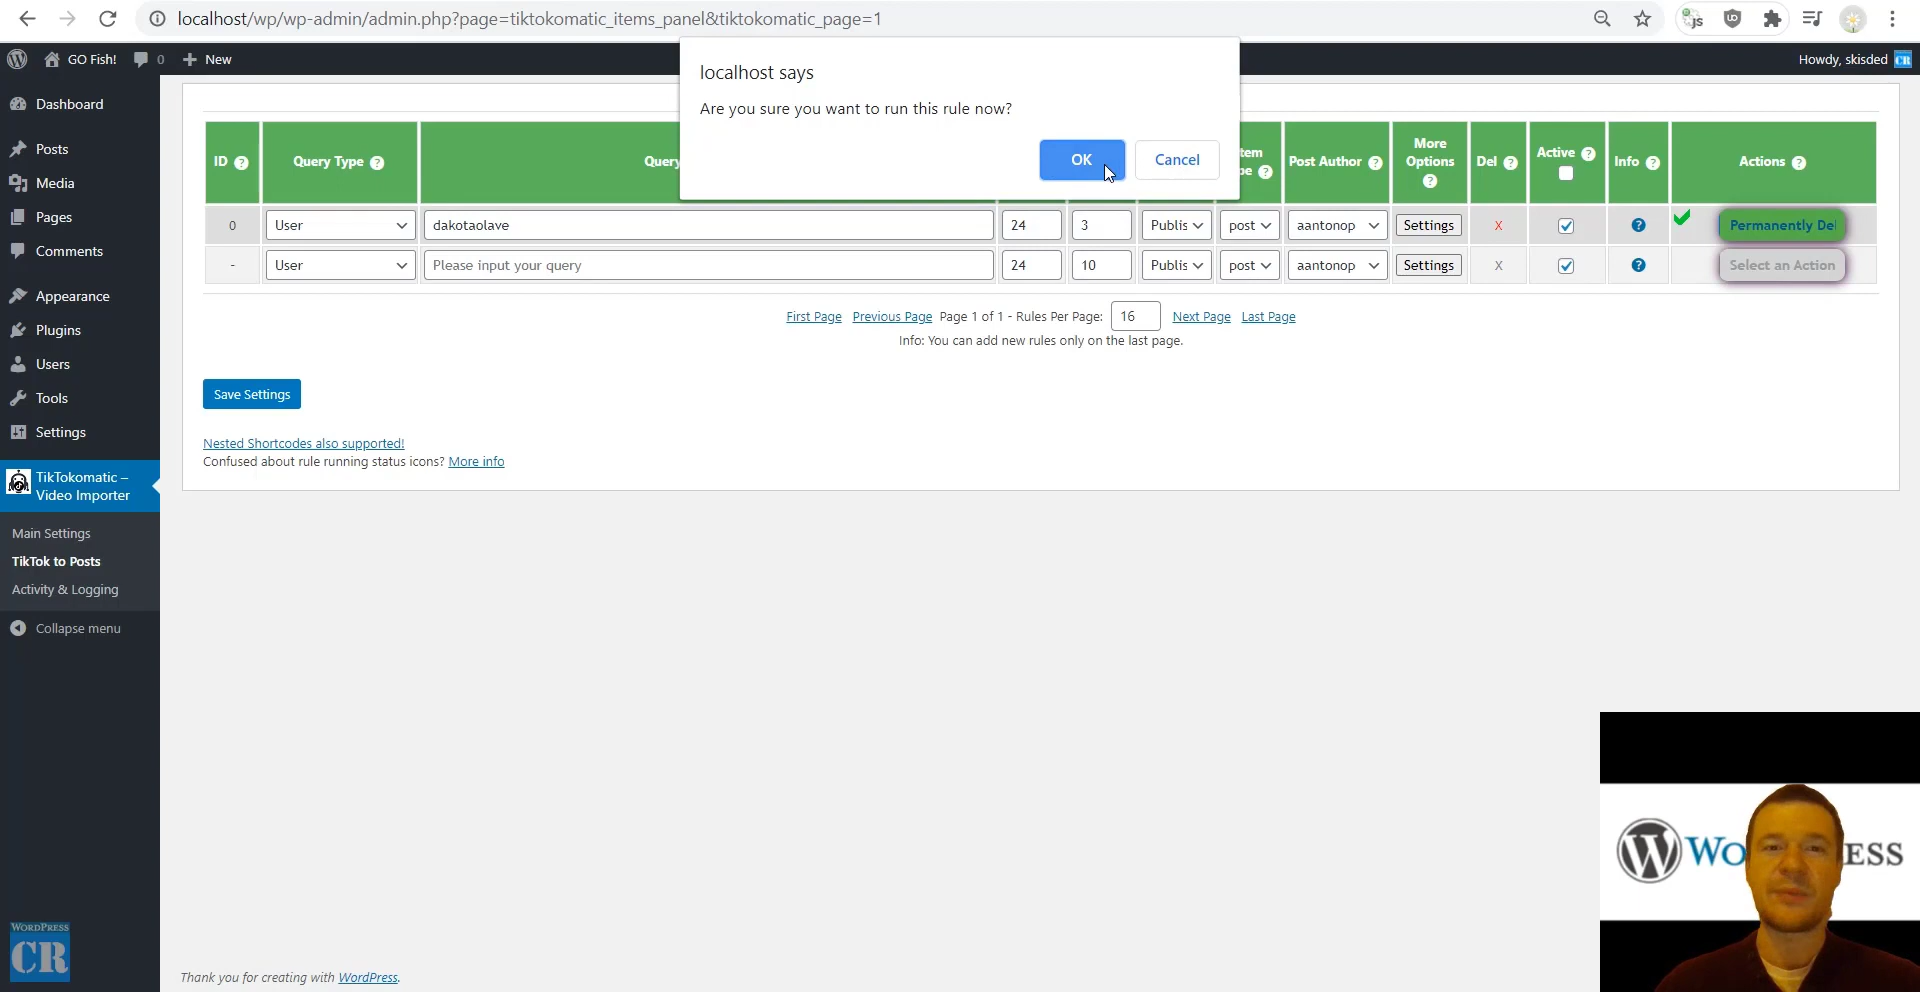 localhost/wp/wp-admin/admin.php?page=tiktokomatic_items_panel&tiktokomatic_page=1
GO Fish!
0
New
Howdy, skisded
CR
localhost says
Are you sure you want to run this rule now?
OK
Cancel
Dashboard
Posts
Media
Pages
Comments
Appearance
Plugins
Users
Tools
Settings
TikTokomatic –
Video Importer
Main Settings
TikTok to Posts
Activity & Logging
Collapse menu
ID ?
Query Type ?
Query
tem
pe ?
Post Author ?
More
Options
?
Del ?
Active ?
Info ?
Actions ?
0 User dakotaolave 24 3 Publis post aantonop Settings X ? Permanently Del
- User Please input your query 24 10 Publis post aantonop Settings X ? Select an Action
First Page Previous Page Page 1 of 1 - Rules Per Page: 16 Next Page Last Page
Info: You can add new rules only on the last page.
Save Settings
Nested Shortcodes also supported!
Confused about rule running status icons? More info
WORDPRESS
CR
Thank you for creating with WordPress.
W WO ESS